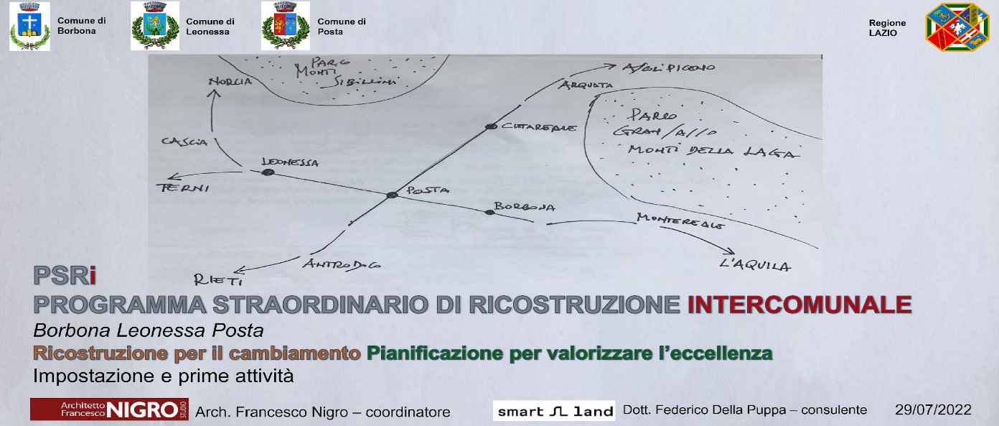 Comune di
Borbona
Comune di
Leonessa
Comune di
Posta
Regione
LAZIO
PARCO
MONTI
SIBILLINI
NORCIA
ASCOLI PICENO
ARQUATA
CITTAREALE
PARCO
GRAN SASSO
MONTI DELLA LAGA
CASCIA
LEONESSA
TERNI
POSTA
BORBONA
MONTEREALE
ANTRODOCO
L'AQUILA
RIETI
PSRi
PROGRAMMA STRAORDINARIO DI RICOSTRUZIONE INTERCOMUNALE
Borbona Leonessa Posta
Ricostruzione per il cambiamento Pianificazione per valorizzare l'eccellenza
Impostazione e prime attività
Architetto
Francesco NIGRO STUDIO
Arch. Francesco Nigro – coordinatore
smart land
Dott. Federico Della Puppa – consulente
29/07/2022